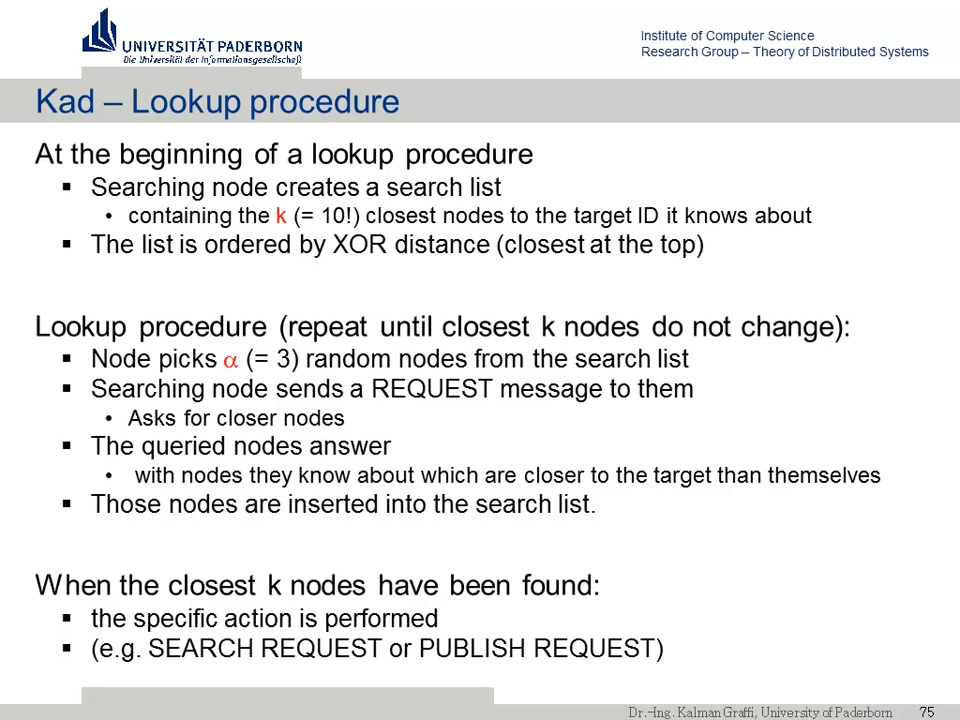 UNIVERSITÄT PADERBORN
Die Universität der Informationsgesellschaft
Institute of Computer Science
Research Group – Theory of Distributed Systems
Kad – Lookup procedure
At the beginning of a lookup procedure
▪ Searching node creates a search list
• containing the k (= 10!) closest nodes to the target ID it knows about
▪ The list is ordered by XOR distance (closest at the top)
Lookup procedure (repeat until closest k nodes do not change):
▪ Node picks α (= 3) random nodes from the search list
▪ Searching node sends a REQUEST message to them
• Asks for closer nodes
▪ The queried nodes answer
• with nodes they know about which are closer to the target than themselves
▪ Those nodes are inserted into the search list.
When the closest k nodes have been found:
▪ the specific action is performed
▪ (e.g. SEARCH REQUEST or PUBLISH REQUEST)
Dr.-Ing. Kalman Graffi, University of Paderborn 75